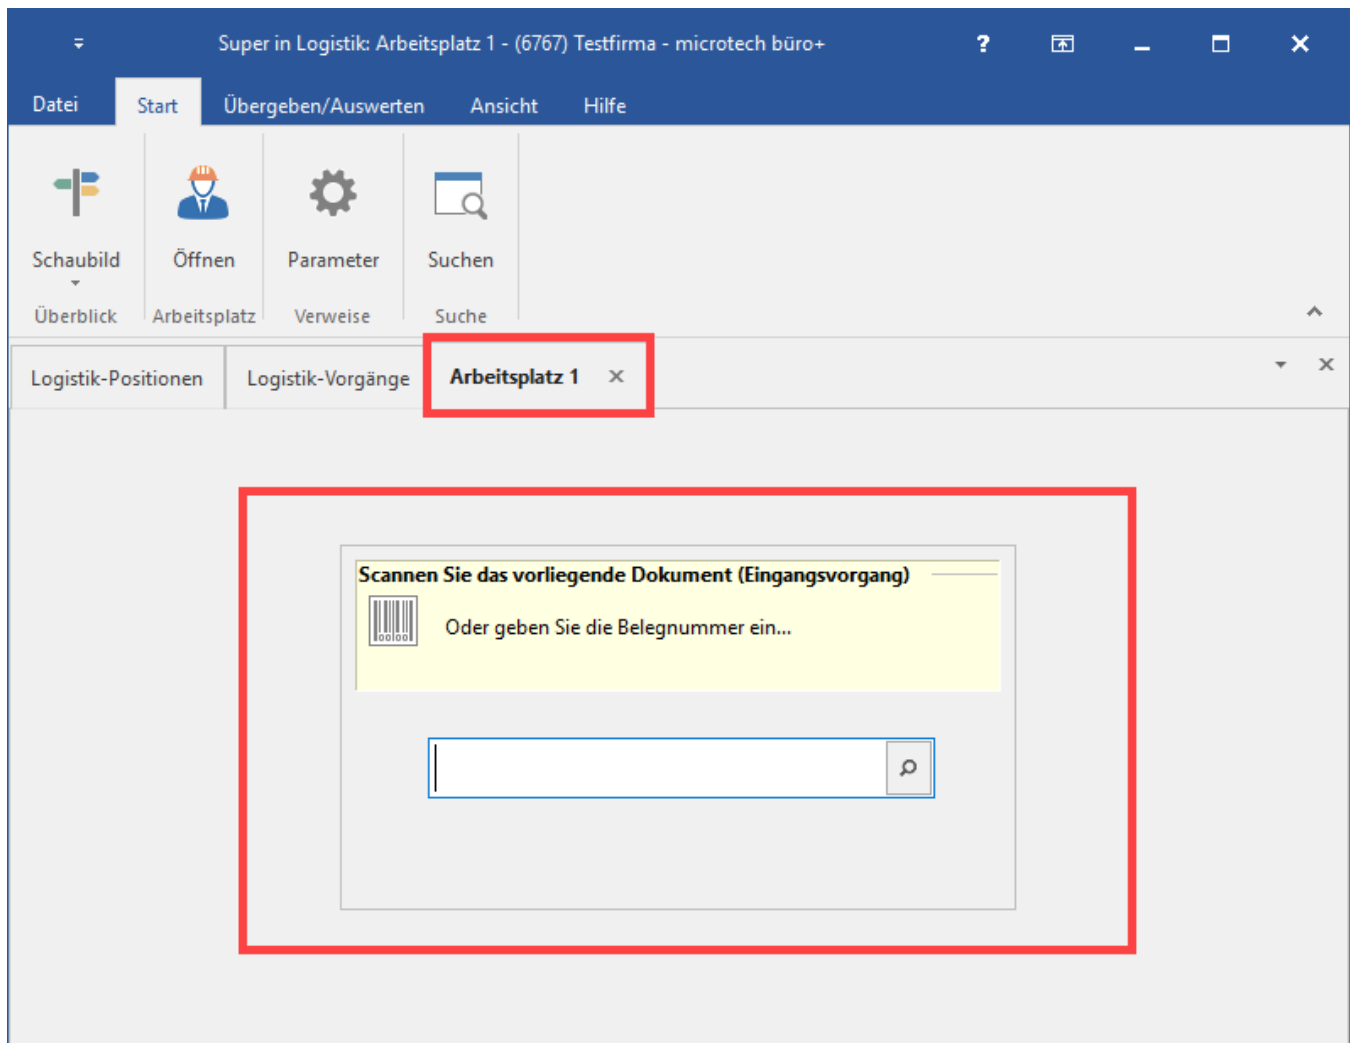 Super in Logistik: Arbeitsplatz 1 - (6767) Testfirma - microtech büro+
Datei Start Übergeben/Auswerten Ansicht Hilfe
Schaubild Öffnen Parameter Suchen
Überblick Arbeitsplatz Verweise Suche
Logistik-Positionen Logistik-Vorgänge Arbeitsplatz 1
Scannen Sie das vorliegende Dokument (Eingangsvorgang)
Oder geben Sie die Belegnummer ein...